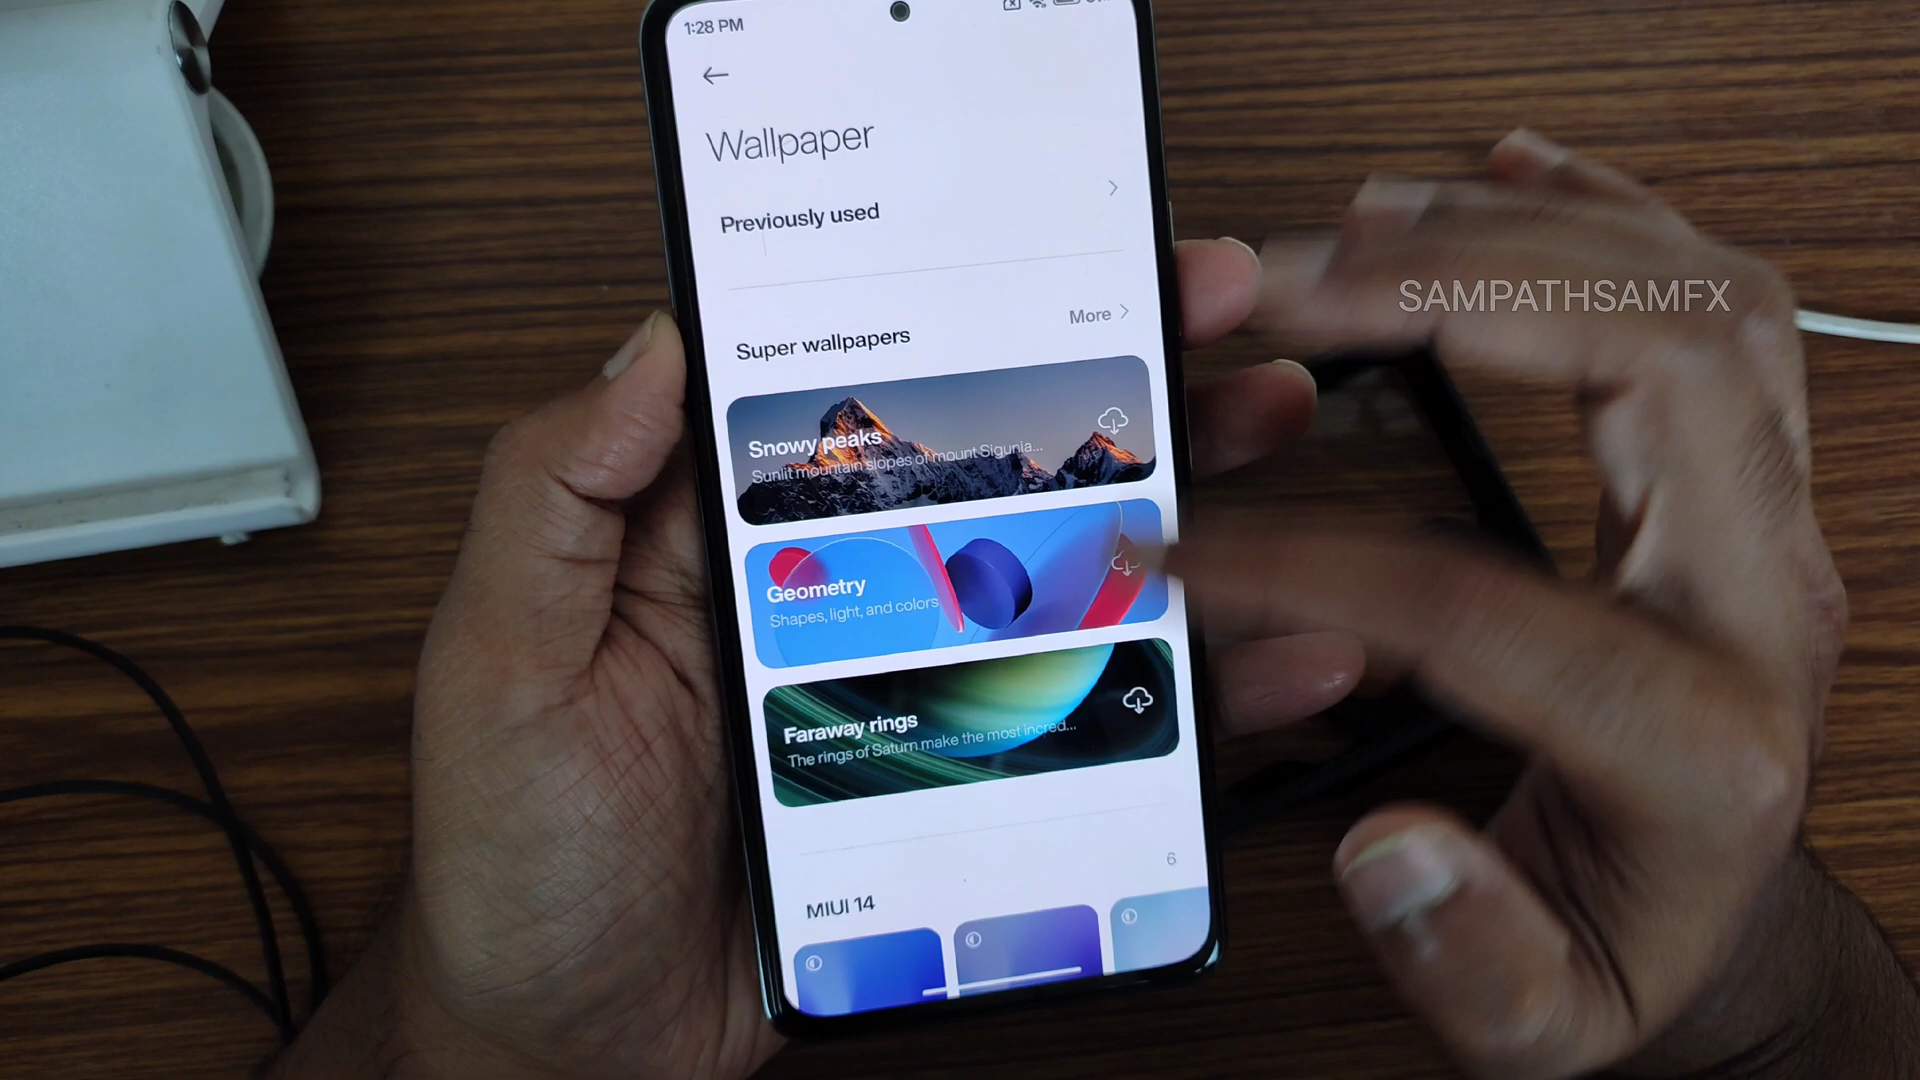 1:28 PM
Wallpaper
Previously used
SAMPATHSAMFX
More
Super wallpapers
Snowy peaks
Sunlit mountain slopes of mount Sigunia...
Geometry
Shapes, light, and colors
Faraway rings
The rings of Saturn make the most incred...
6
MIUI 14